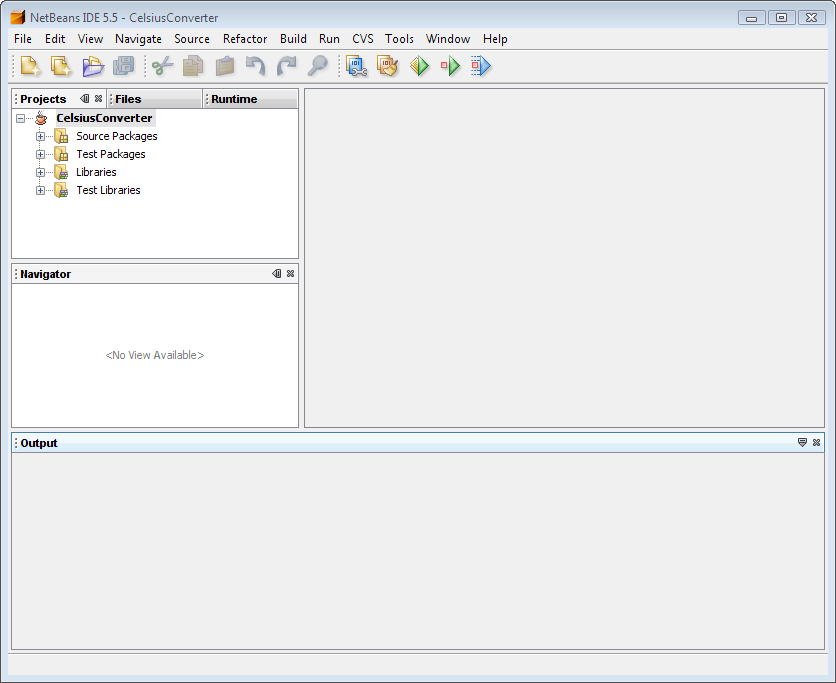 NetBeans IDE 5.5 - CelsiusConverter
File Edit View Navigate Source Refactor Build Run CVS Tools Window Help
Projects Files Runtime
CelsiusConverter
Source Packages
Test Packages
Libraries
Test Libraries
Navigator
<No View Available>
Output